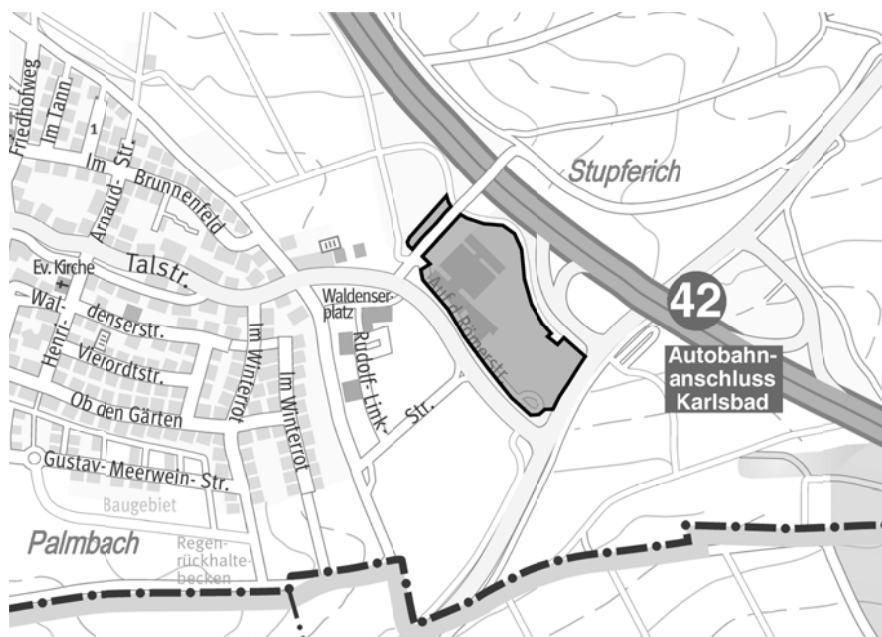 Friedhofweg
Im Tann
1
Arnaud- Str.
Im Brunnenfeld
Stupferich
Talstr.
Ev. Kirche
Waldenser-
platz
Auf d. Römerstr.
42
Autobahn-
anschluss
Karlsbad
Wal-
denserstr.
Henri-
Vierordtstr.
Im Winterrot
Im Winterrot
Rudolf-Link-
Str.
Ob den Gärten
Gustav-Meerwein-Str.
Baugebiet
Palmbach
Regen-
rückhalte-
becken